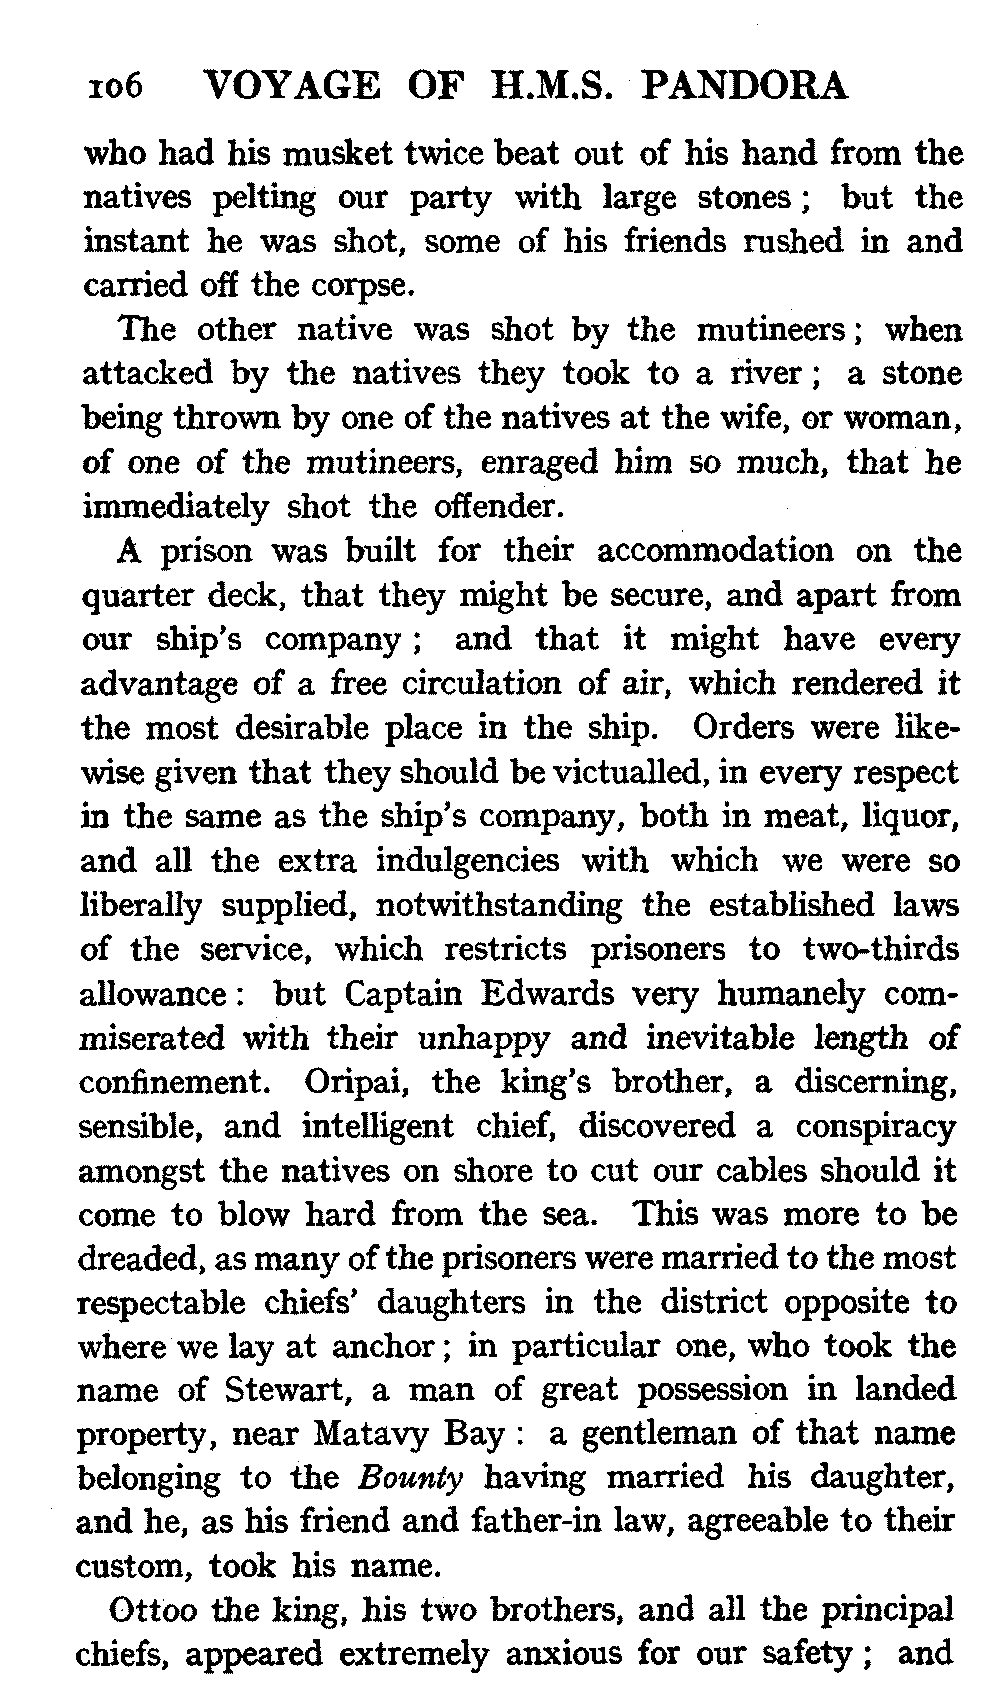 106 VOYAGE OF H.M.S. PANDORA
who had his musket twice beat out of his hand from the
natives pelting our party with large stones ; but the
instant he was shot, some of his friends rushed in and
carried off the corpse.
The other native was shot by the mutineers ; when
attacked by the natives they took to a river ; a stone
being thrown by one of the natives at the wife, or woman,
of one of the mutineers, enraged him so much, that he
immediately shot the offender.
A prison was built for their accommodation on the
quarter deck, that they might be secure, and apart from
our ship's company ; and that it might have every
advantage of a free circulation of air, which rendered it
the most desirable place in the ship. Orders were like-
wise given that they should be victualled, in every respect
in the same as the ship's company, both in meat, liquor,
and all the extra indulgencies with which we were so
liberally supplied, notwithstanding the established laws
of the service, which restricts prisoners to two-thirds
allowance : but Captain Edwards very humanely com-
miserated with their unhappy and inevitable length of
confinement. Oripai, the king's brother, a discerning,
sensible, and intelligent chief, discovered a conspiracy
amongst the natives on shore to cut our cables should it
come to blow hard from the sea. This was more to be
dreaded, as many of the prisoners were married to the most
respectable chiefs' daughters in the district opposite to
where we lay at anchor ; in particular one, who took the
name of Stewart, a man of great possession in landed
property, near Matavy Bay : a gentleman of that name
belonging to the Bounty having married his daughter,
and he, as his friend and father-in law, agreeable to their
custom, took his name.
Ottoo the king, his two brothers, and all the principal
chiefs, appeared extremely anxious for our safety ; and